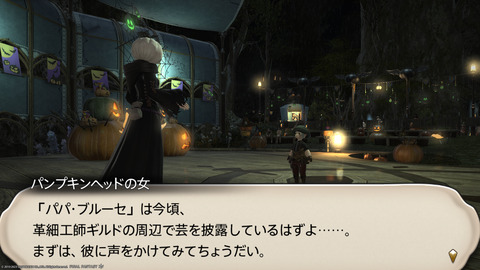 パンプキンヘッドの女
「パパ・ブルーセ」は今頃、
革細工師ギルドの周辺で芸を披露しているはずよ……。
まずは、彼に声をかけてみてちょうだい。
FINAL FANTASY XIV